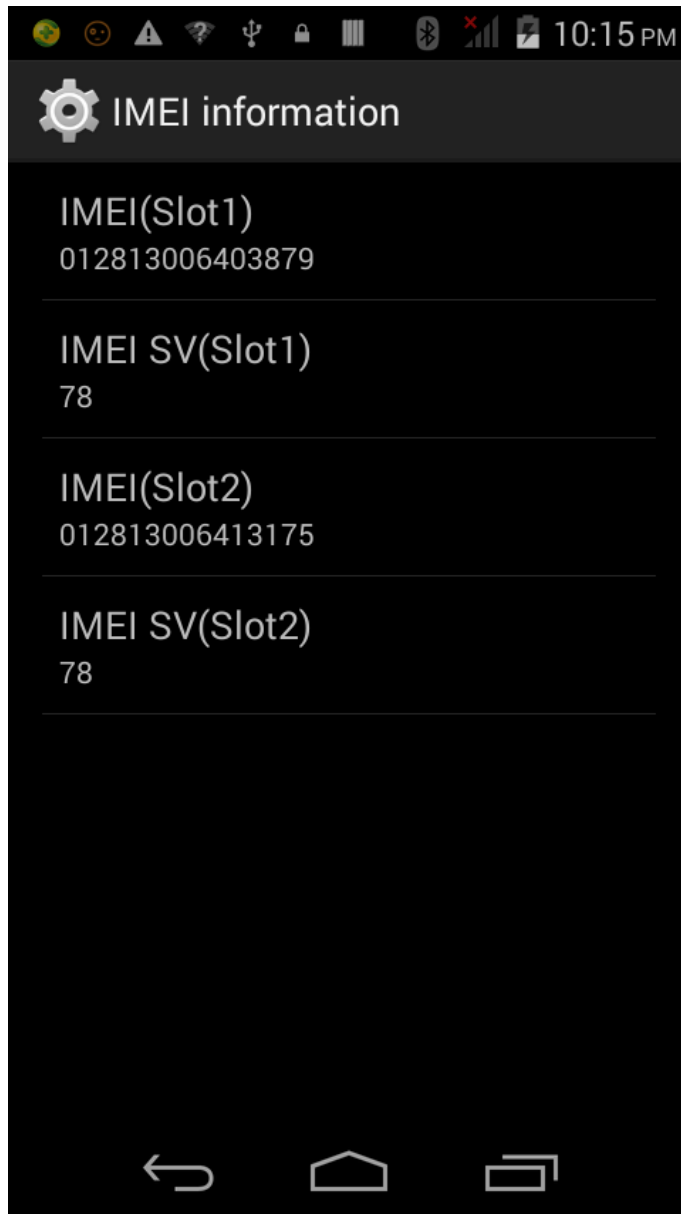 10:15 PM
IMEI information
IMEI(Slot1)
012813006403879
IMEI SV(Slot1)
78
IMEI(Slot2)
012813006413175
IMEI SV(Slot2)
78